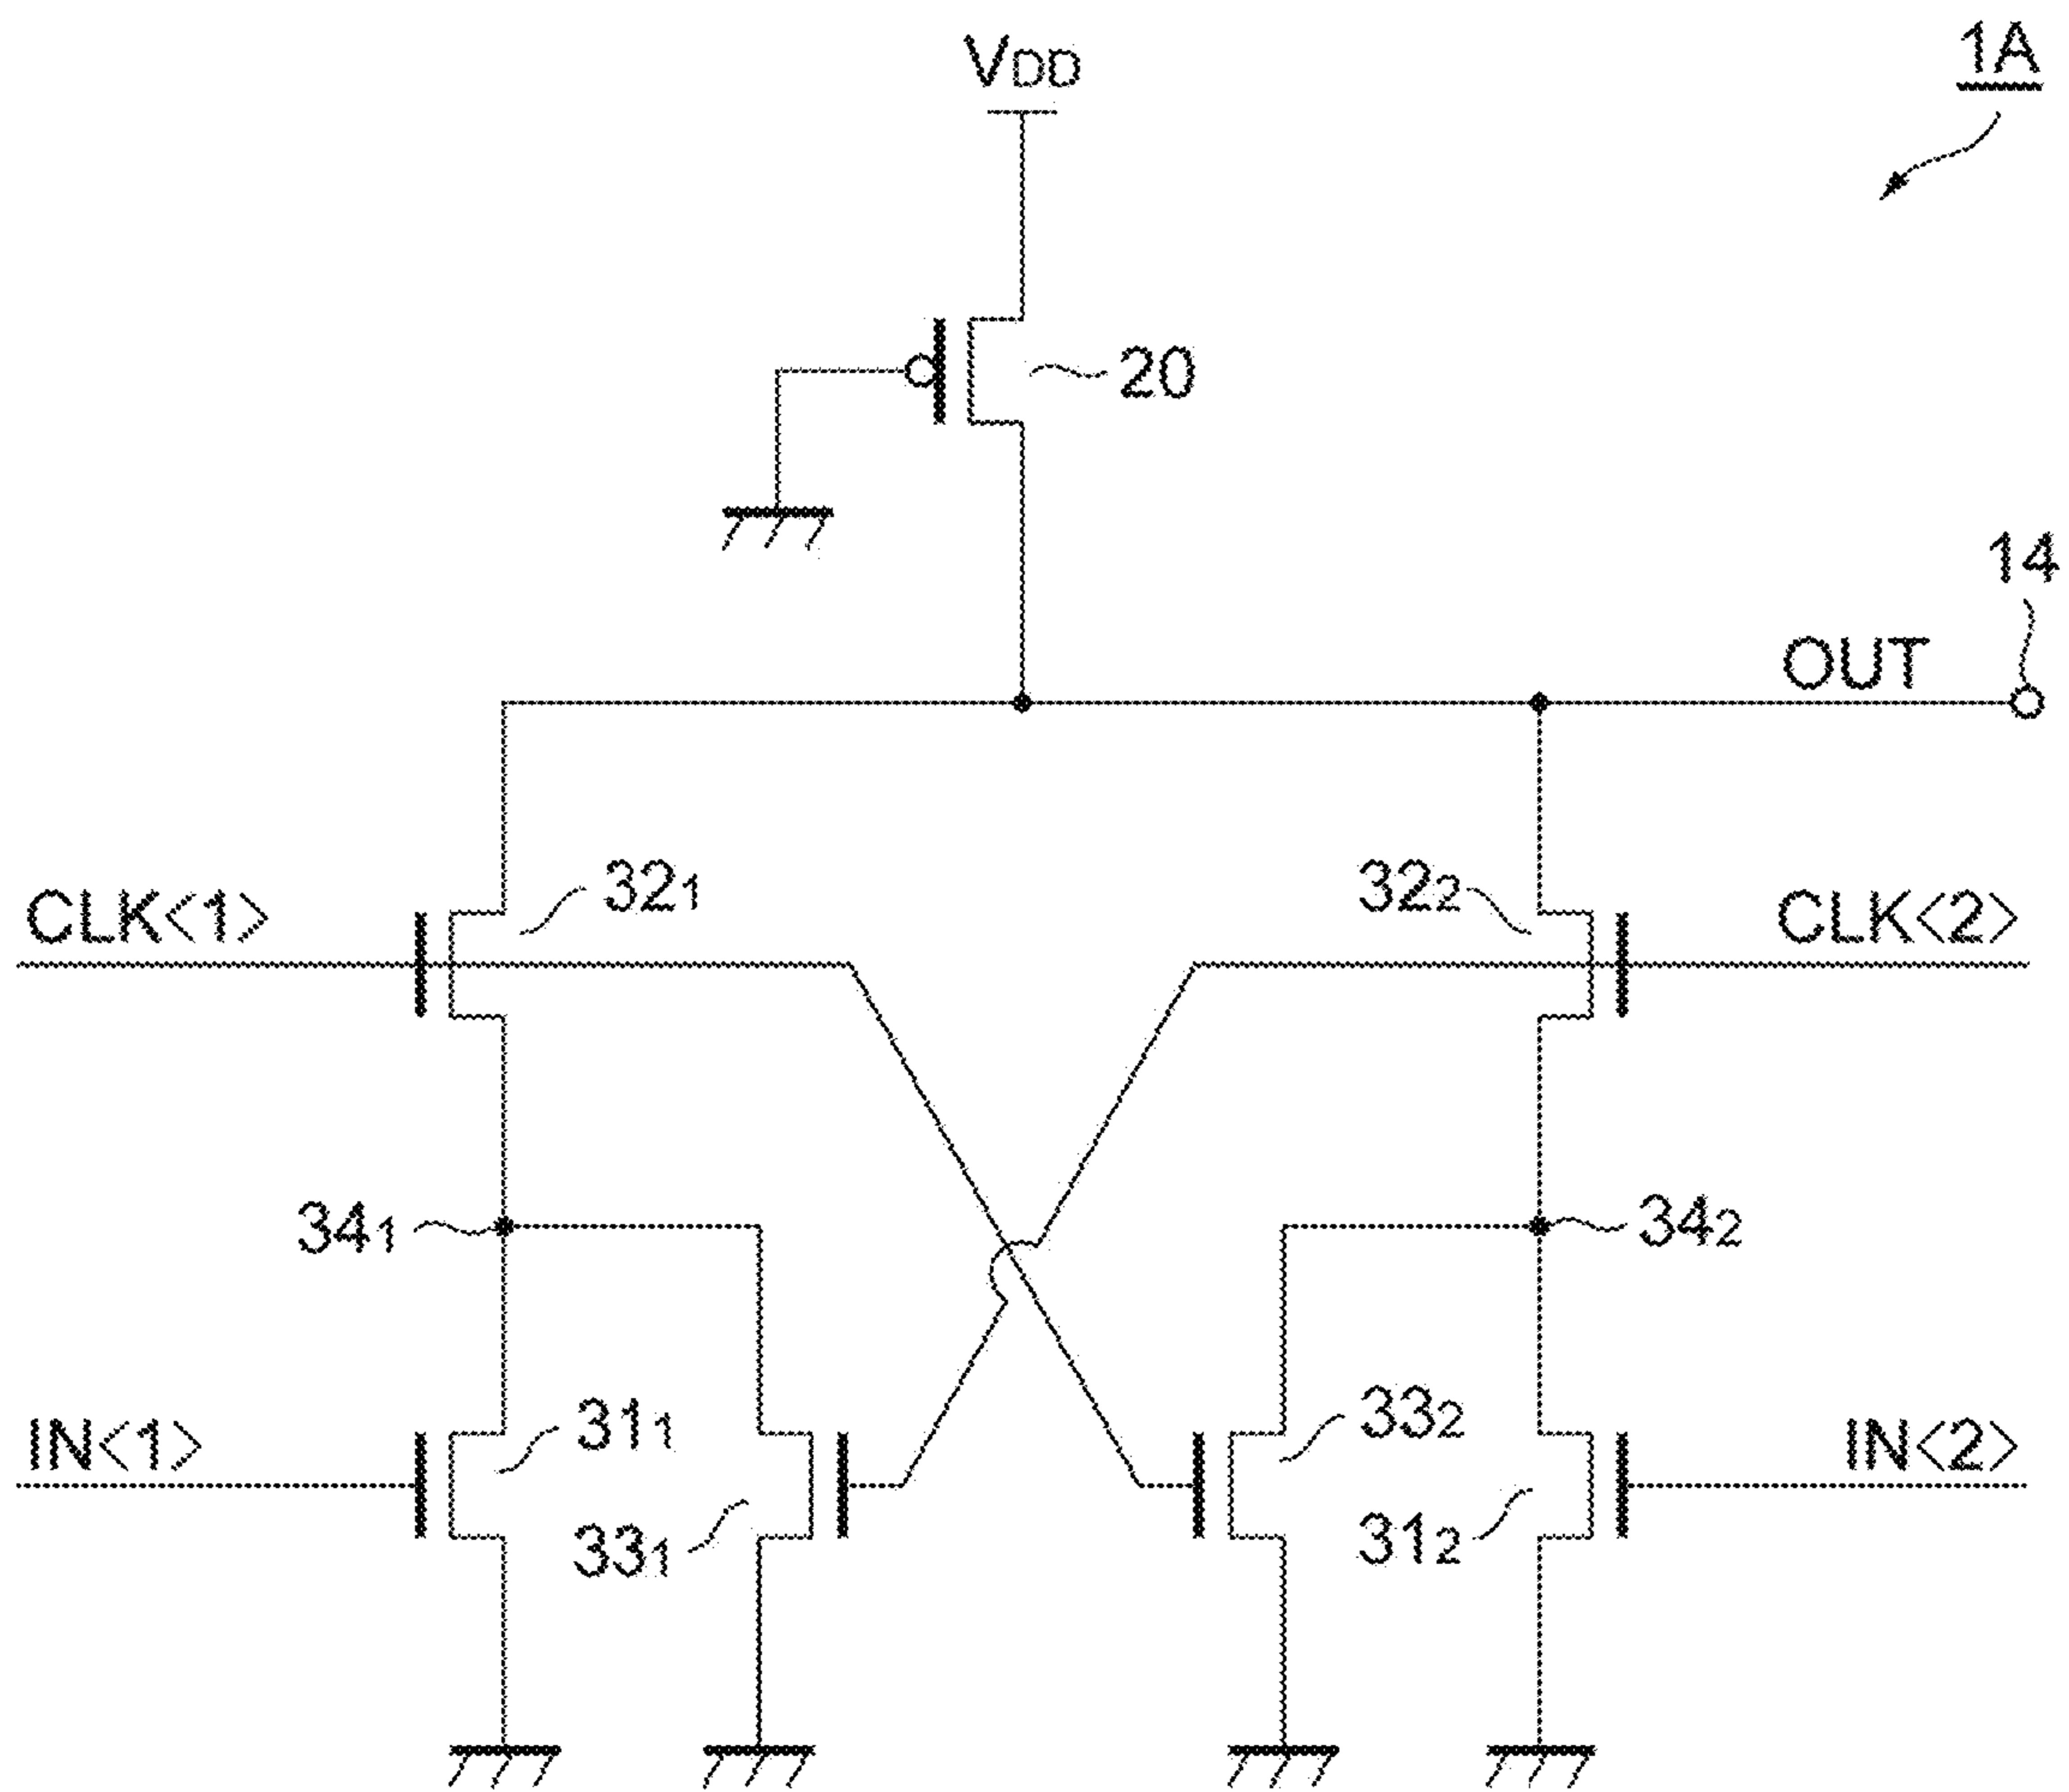 1A
VDD
20
14
OUT
CLK<1>
32₁
32₂
CLK<2>
34₁
34₂
IN<1>
31₁
33₁
33₂
31₂
IN<2>